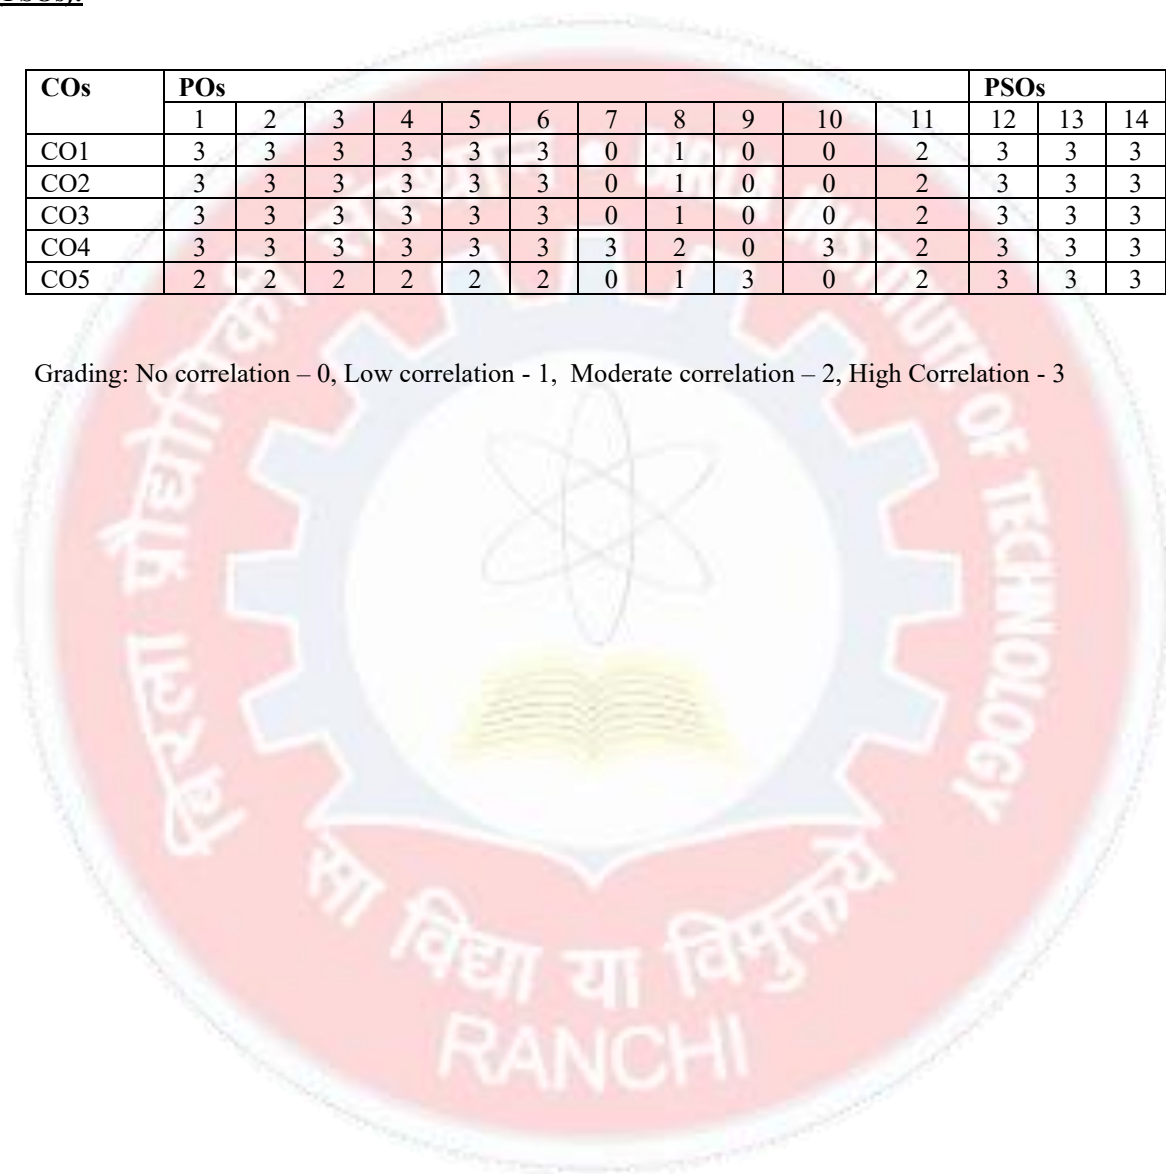 COs POs PSOs
1 2 3 4 5 6 7 8 9 10 11 12 13 14
CO1 3 3 3 3 3 3 0 1 0 0 2 3 3 3
CO2 3 3 3 3 3 3 0 1 0 0 2 3 3 3
CO3 3 3 3 3 3 3 0 1 0 0 2 3 3 3
CO4 3 3 3 3 3 3 3 2 0 3 2 3 3 3
CO5 2 2 2 2 2 2 0 1 3 0 2 3 3 3
Grading: No correlation – 0, Low correlation - 1, Moderate correlation – 2, High Correlation - 3
बिरला प्रौद्योगिकी संस्थान - BIRLA INSTITUTE OF TECHNOLOGY
सा विद्या या विमुक्तये
RANCHI